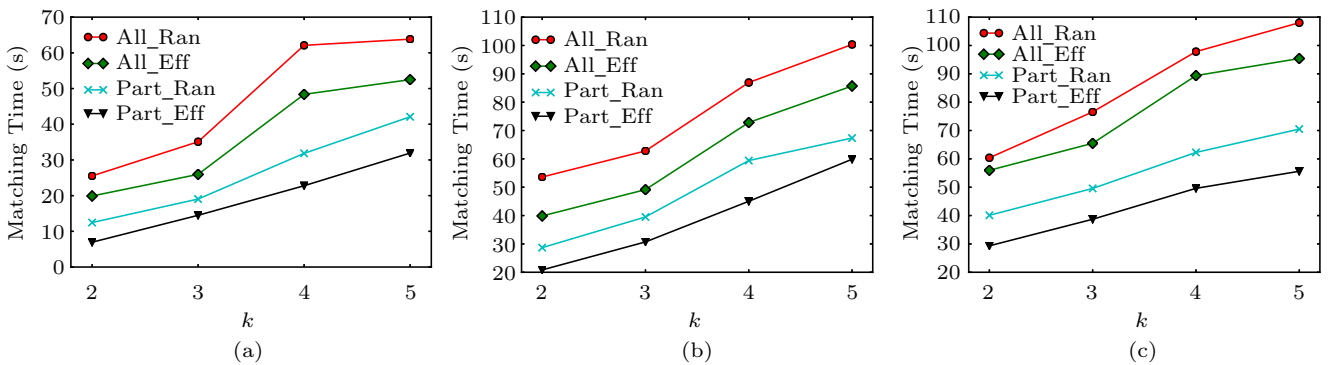 70
60
50
40
30
20
10
0
Matching Time (s)
All_Ran
All_Eff
Part_Ran
Part_Eff
2 3 4 5
k
(a)
110
100
90
80
70
60
50
40
30
20
Matching Time (s)
All_Ran
All_Eff
Part_Ran
Part_Eff
2 3 4 5
k
(b)
110
100
90
80
70
60
50
40
30
20
Matching Time (s)
All_Ran
All_Eff
Part_Ran
Part_Eff
2 3 4 5
k
(c)